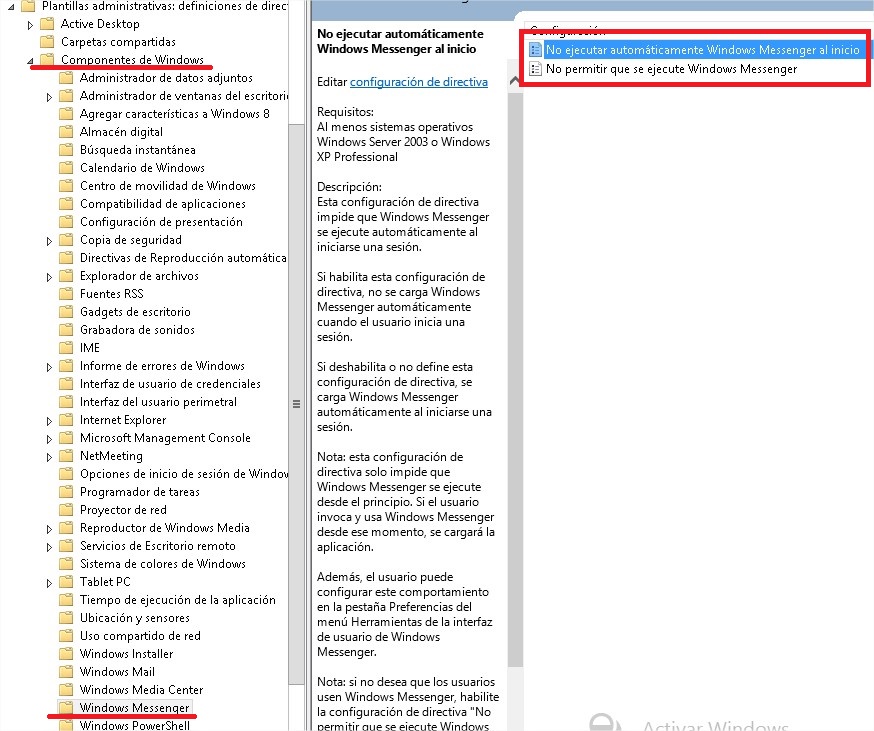 Plantillas administrativas: definiciones de direct
Active Desktop
Carpetas compartidas
Componentes de Windows
Administrador de datos adjuntos
Administrador de ventanas del escritorio
Agregar características a Windows 8
Almacén digital
Búsqueda instantánea
Calendario de Windows
Centro de movilidad de Windows
Compatibilidad de aplicaciones
Configuración de presentación
Copia de seguridad
Directivas de Reproducción automática
Explorador de archivos
Fuentes RSS
Gadgets de escritorio
Grabadora de sonidos
IME
Informe de errores de Windows
Interfaz de usuario de credenciales
Interfaz del usuario perimetral
Internet Explorer
Microsoft Management Console
NetMeeting
Opciones de inicio de sesión de Window
Programador de tareas
Proyector de red
Reproductor de Windows Media
Servicios de Escritorio remoto
Sistema de colores de Windows
Tablet PC
Tiempo de ejecución de la aplicación
Ubicación y sensores
Uso compartido de red
Windows Installer
Windows Mail
Windows Media Center
Windows Messenger
Windows PowerShell
No ejecutar automáticamente
Windows Messenger al inicio
Editar configuración de directiva
Requisitos:
Al menos sistemas operativos
Windows Server 2003 o Windows
XP Professional
Descripción:
Esta configuración de directiva
impide que Windows Messenger
se ejecute automáticamente al
iniciarse una sesión.
Si habilita esta configuración de
directiva, no se carga Windows
Messenger automáticamente
cuando el usuario inicia una
sesión.
Si deshabilita o no define esta
configuración de directiva, se
carga Windows Messenger
automáticamente al iniciarse una
sesión.
Nota: esta configuración de
directiva solo impide que
Windows Messenger se ejecute
desde el principio. Si el usuario
invoca y usa Windows Messenger
desde ese momento, se cargará la
aplicación.
Además, el usuario puede
configurar este comportamiento
en la pestaña Preferencias del
menú Herramientas de la interfaz
de usuario de Windows
Messenger.
Nota: si no desea que los usuarios
usen Windows Messenger, habilite
la configuración de directiva "No
permitir que se ejecute Windows
Configuración
No ejecutar automáticamente Windows Messenger al inicio
No permitir que se ejecute Windows Messenger
Activar Windows